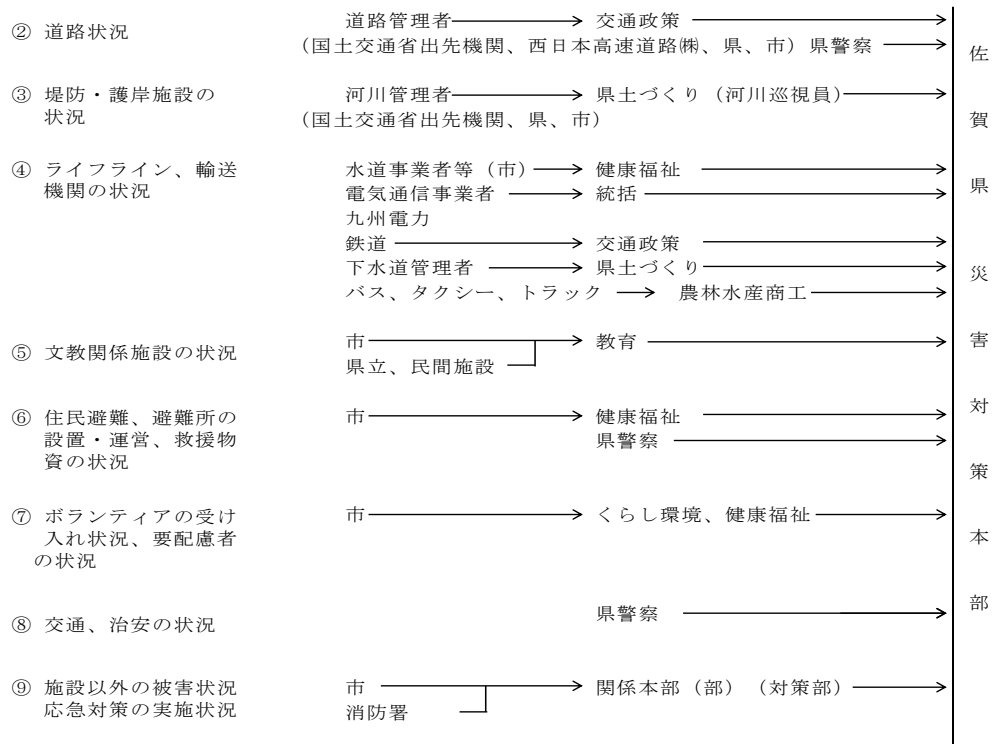 ② 道路状況
道路管理者 交通政策
(国土交通省出先機関、西日本高速道路㈱、県、市) 県警察
③ 堤防・護岸施設の
状況
河川管理者 県土づくり (河川巡視員)
(国土交通省出先機関、県、市)
④ ライフライン、輸送
機関の状況
水道事業者等 (市) 健康福祉
電気通信事業者 統括
九州電力
鉄道 交通政策
下水道管理者 県土づくり
バス、タクシー、トラック 農林水産商工
⑤ 文教関係施設の状況
市 教育
県立、民間施設
⑥ 住民避難、避難所の
設置・運営、救援物
資の状況
市 健康福祉
県警察
⑦ ボランティアの受け
入れ状況、要配慮者
の状況
市 くらし環境、健康福祉
⑧ 交通、治安の状況
県警察
⑨ 施設以外の被害状況
応急対策の実施状況
市 関係本部 (部) (対策部)
消防署
佐賀県災害対策本部